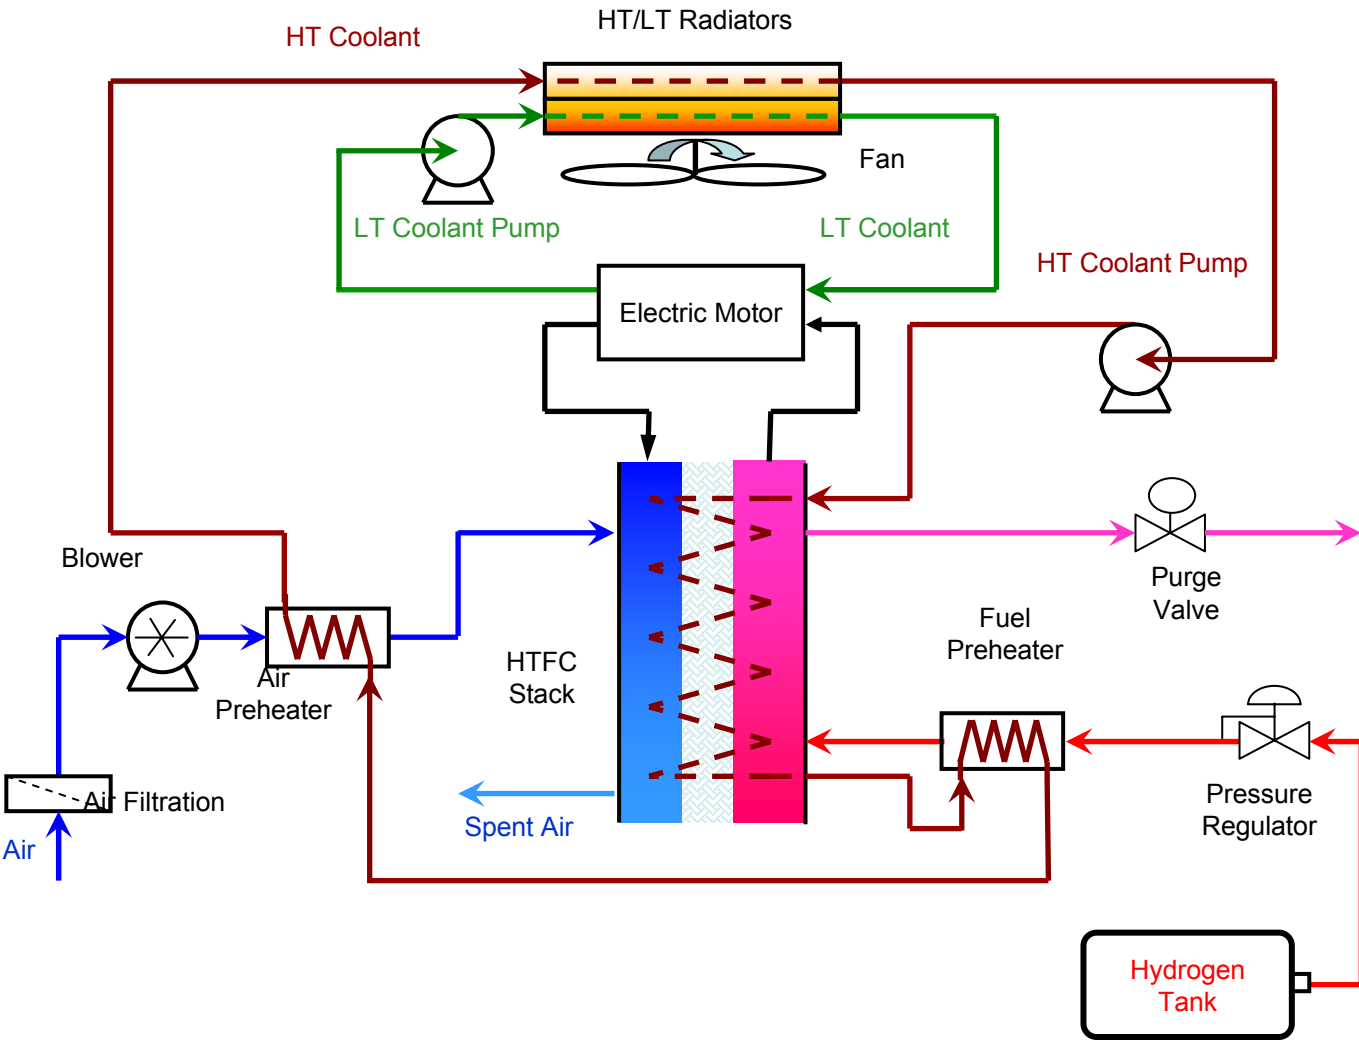 HT/LT Radiators
HT Coolant
Fan
LT Coolant Pump
LT Coolant
HT Coolant Pump
Electric Motor
Blower
Purge
Valve
Fuel
Preheater
HTFC
Stack
Air
Preheater
Air Filtration
Spent Air
Pressure
Regulator
Air
Hydrogen
Tank